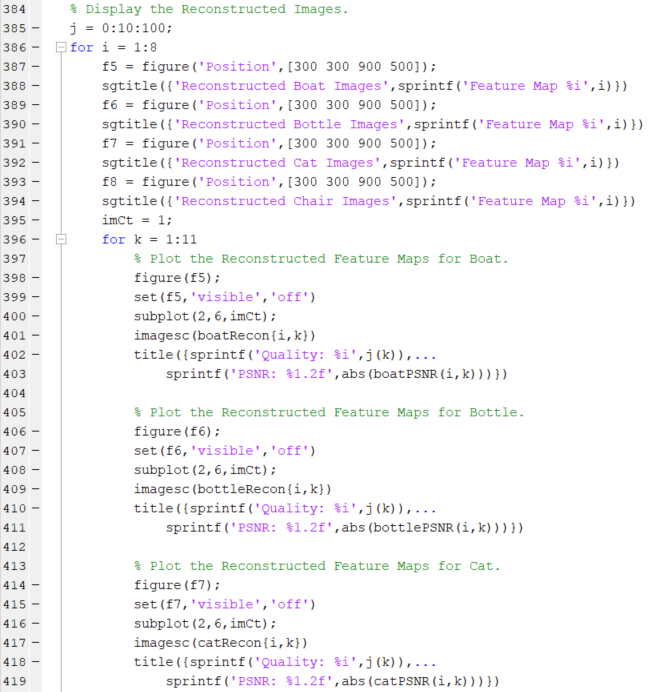 384 % Display the Reconstructed Images.
385 – j = 0:10:100;
386 – for i = 1:8
387 – f5 = figure('Position',[300 300 900 500]);
388 – sgtitle({'Reconstructed Boat Images',sprintf('Feature Map %i',i)})
389 – f6 = figure('Position',[300 300 900 500]);
390 – sgtitle({'Reconstructed Bottle Images',sprintf('Feature Map %i',i)})
391 – f7 = figure('Position',[300 300 900 500]);
392 – sgtitle({'Reconstructed Cat Images',sprintf('Feature Map %i',i)})
393 – f8 = figure('Position',[300 300 900 500]);
394 – sgtitle({'Reconstructed Chair Images',sprintf('Feature Map %i',i)})
395 – imCt = 1;
396 – for k = 1:11
397 % Plot the Reconstructed Feature Maps for Boat.
398 – figure(f5);
399 – set(f5,'visible','off')
400 – subplot(2,6,imCt);
401 – imagesc(boatRecon{i,k})
402 – title({sprintf('Quality: %i',j(k)),...
403 sprintf('PSNR: %1.2f',abs(boatPSNR(i,k)))})
404
405 % Plot the Reconstructed Feature Maps for Bottle.
406 – figure(f6);
407 – set(f6,'visible','off')
408 – subplot(2,6,imCt);
409 – imagesc(bottleRecon{i,k})
410 – title({sprintf('Quality: %i',j(k)),...
411 sprintf('PSNR: %1.2f',abs(bottlePSNR(i,k)))})
412
413 % Plot the Reconstructed Feature Maps for Cat.
414 – figure(f7);
415 – set(f7,'visible','off')
416 – subplot(2,6,imCt);
417 – imagesc(catRecon{i,k})
418 – title({sprintf('Quality: %i',j(k)),...
419 sprintf('PSNR: %1.2f',abs(catPSNR(i,k)))})